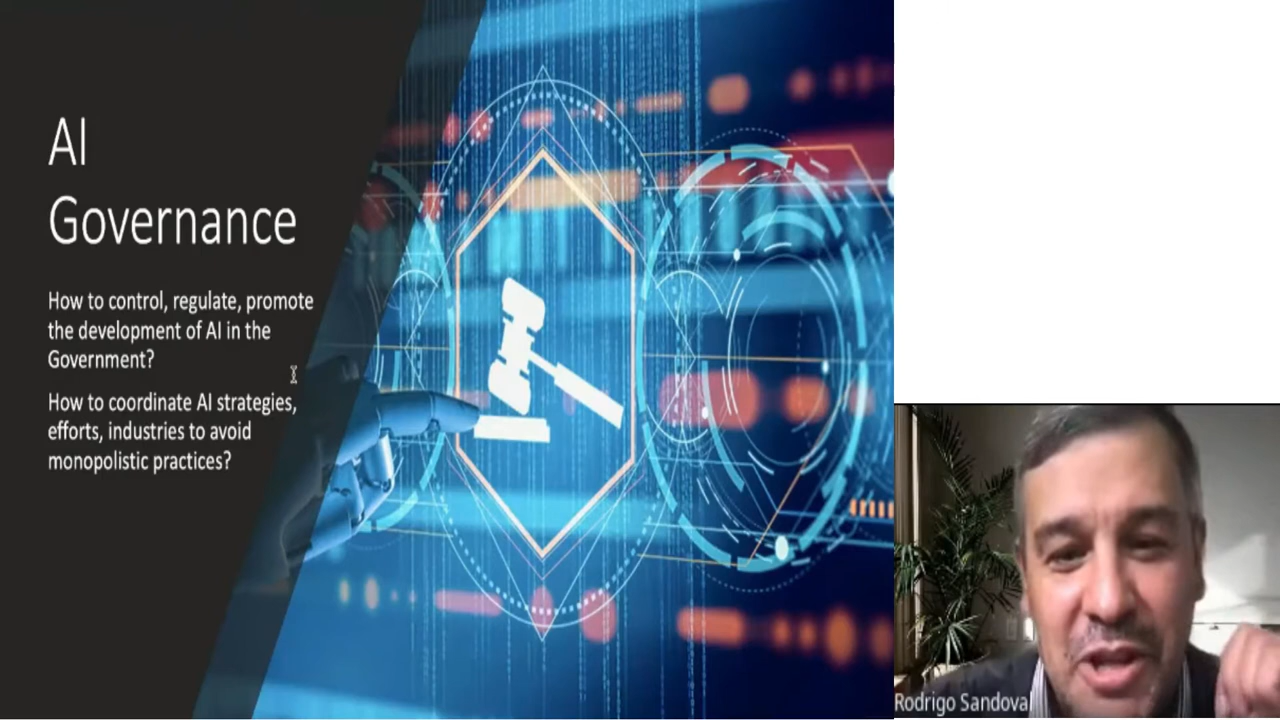 AI
Governance
How to control, regulate, promote
the development of AI in the
Government?
How to coordinate AI strategies,
efforts, industries to avoid
monopolistic practices?
Rodrigo Sandoval